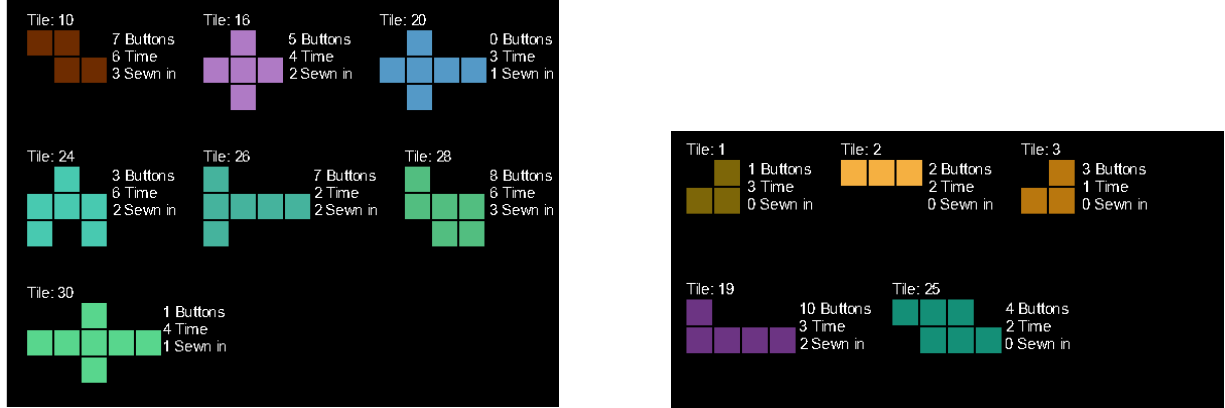 Tile: 10
7 Buttons
6 Time
3 Sewn in
Tile: 16
5 Buttons
4 Time
2 Sewn in
Tile: 20
0 Buttons
3 Time
1 Sewn in
Tile: 24
3 Buttons
6 Time
2 Sewn in
Tile: 26
7 Buttons
2 Time
2 Sewn in
Tile: 28
8 Buttons
6 Time
3 Sewn in
Tile: 30
1 Buttons
4 Time
1 Sewn in
Tile: 1
1 Buttons
3 Time
0 Sewn in
Tile: 2
2 Buttons
2 Time
0 Sewn in
Tile: 3
3 Buttons
1 Time
0 Sewn in
Tile: 19
10 Buttons
3 Time
2 Sewn in
Tile: 25
4 Buttons
2 Time
0 Sewn in